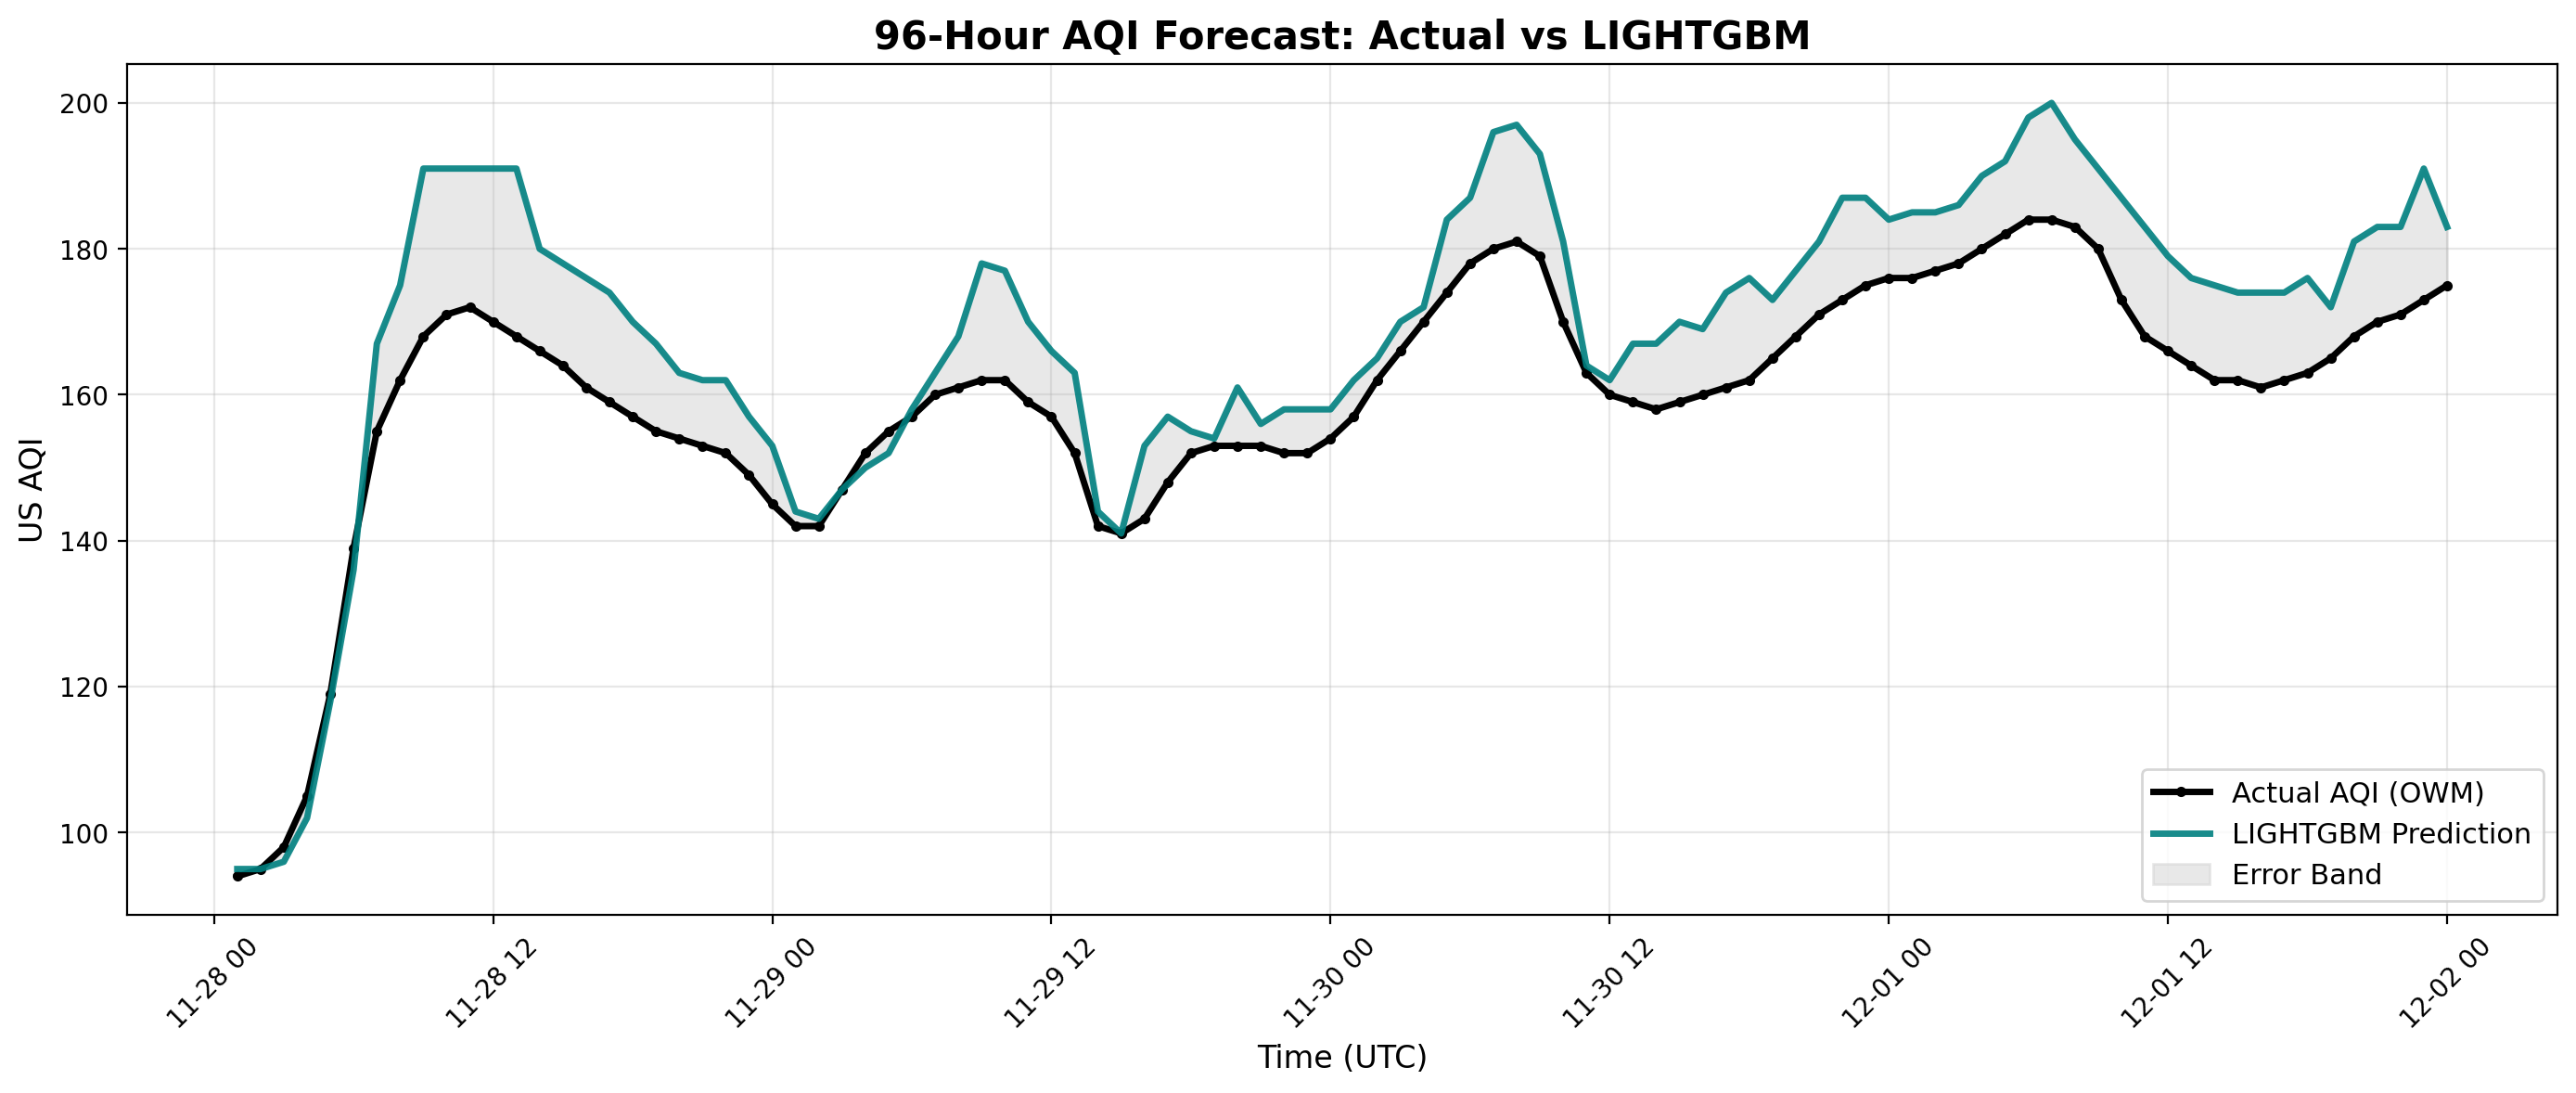 96-Hour AQI Forecast: Actual vs LIGHTGBM
US AQI
200
180
160
140
120
100
Actual AQI (OWM)
LIGHTGBM Prediction
Error Band
11-28 00
11-28 12
11-29 00
11-29 12
11-30 00
11-30 12
12-01 00
12-01 12
12-02 00
Time (UTC)